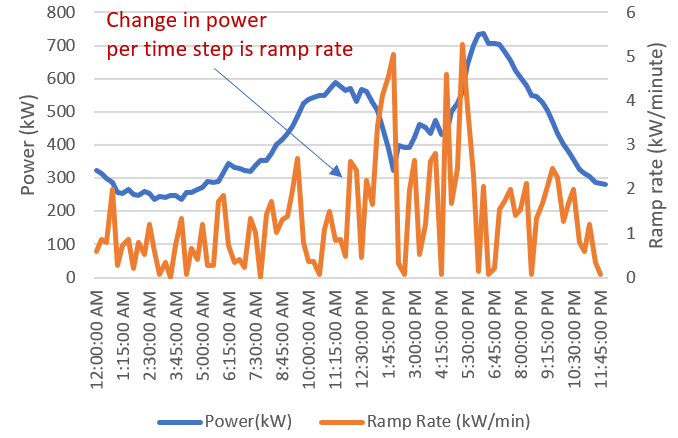 Change in power
per time step is ramp rate
Power (kW)
800
700
600
500
400
300
200
100
0
6
5
4
3
2
1
0
Ramp rate (kW/minute)
12:00:00 AM
1:15:00 AM
2:30:00 AM
3:45:00 AM
5:00:00 AM
6:15:00 AM
7:30:00 AM
8:45:00 AM
10:00:00 AM
11:15:00 AM
12:30:00 PM
1:45:00 PM
3:00:00 PM
4:15:00 PM
5:30:00 PM
6:45:00 PM
8:00:00 PM
9:15:00 PM
10:30:00 PM
11:45:00 PM
Power(kW)
Ramp Rate (kW/min)